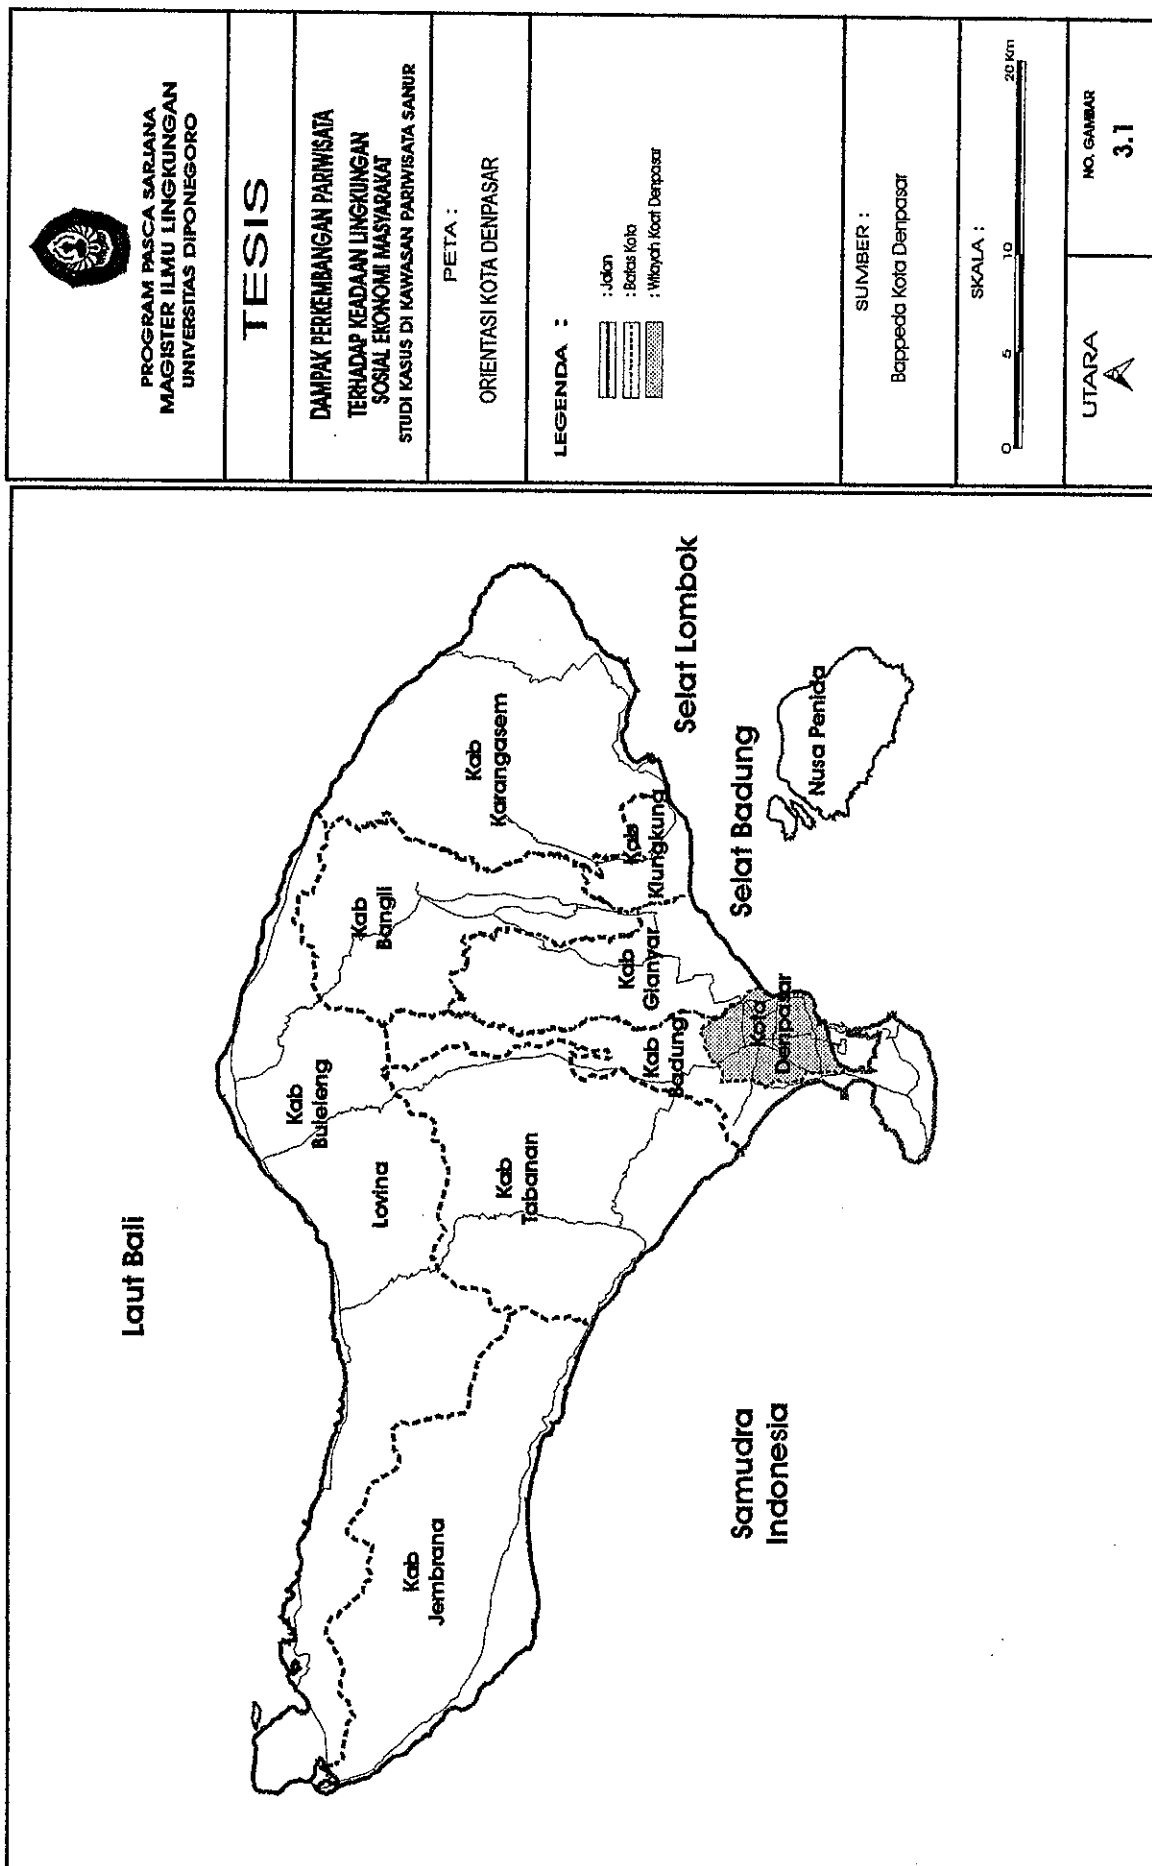 PROGRAM PASCA SARJANA
MAGISTER ILMU LINGKUNGAN
UNIVERSITAS DIPONEGORO
TESIS
DAMPAK PERKEMBANGAN PARIWISATA
TERHADAP KEADAAN LINGKUNGAN
SOSIAL EKONOMI MASYARAKAT
STUDI KASUS DI KAWASAN PARIWISATA SANUR
PETA :
ORIENTASI KOTA DENPASAR
LEGENDA :
: Jalan
: Batas Kota
: Wilayah Koat Denpasar
SUMBER :
Bappeda Kota Denpasar
SKALA :
0 5 10 20 Km
UTARA
NO. GAMBAR
3.1
Laut Bali
Kab
Buleleng
Lovina
Kab
Bangli
Kab
Karangasem
Kab
Tabanan
Kab
Jembrana
Kab
Badung
Kab
Gianyar
Kab
Klungkung
Kota
Denpasar
Selat Lombok
Selat Badung
Nusa Penida
Samudra
Indonesia